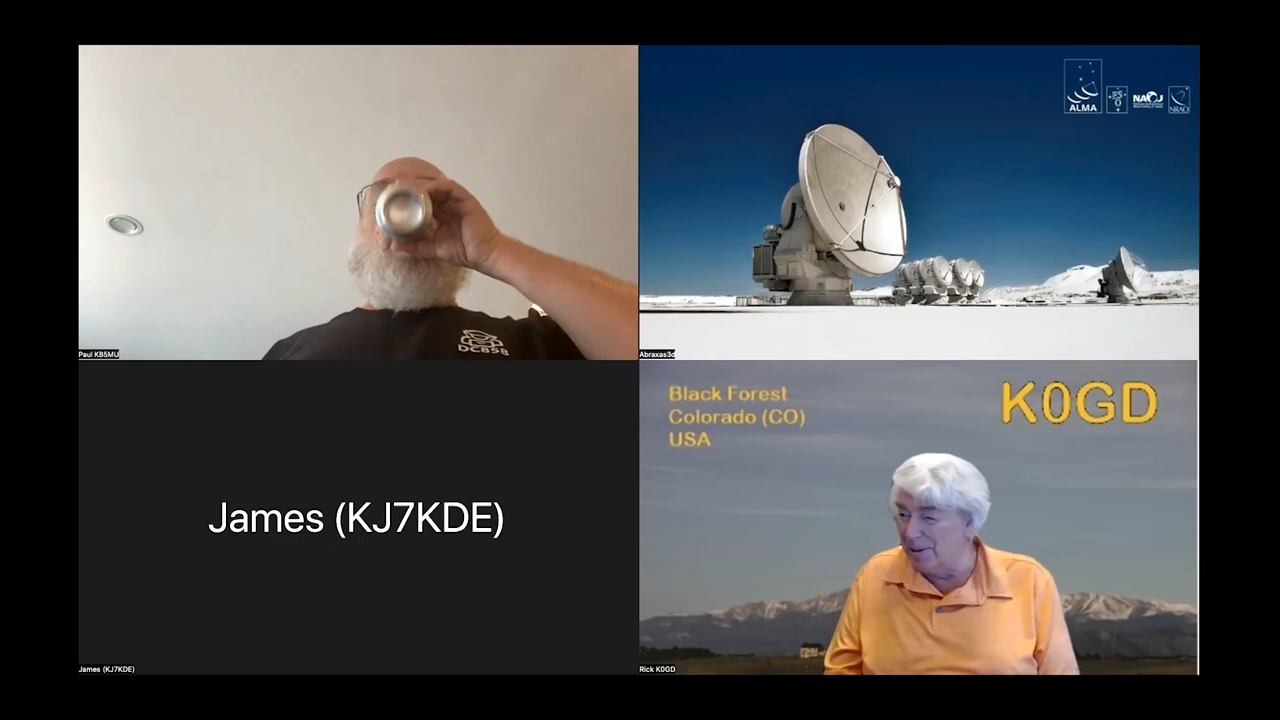 DC858
Paul KB5MU
ALMA
ES
O
NAOJ
NRAO
Abraxas3d
James (KJ7KDE)
James (KJ7KDE)
Black Forest
Colorado (CO)
USA
K0GD
Rick K0GD